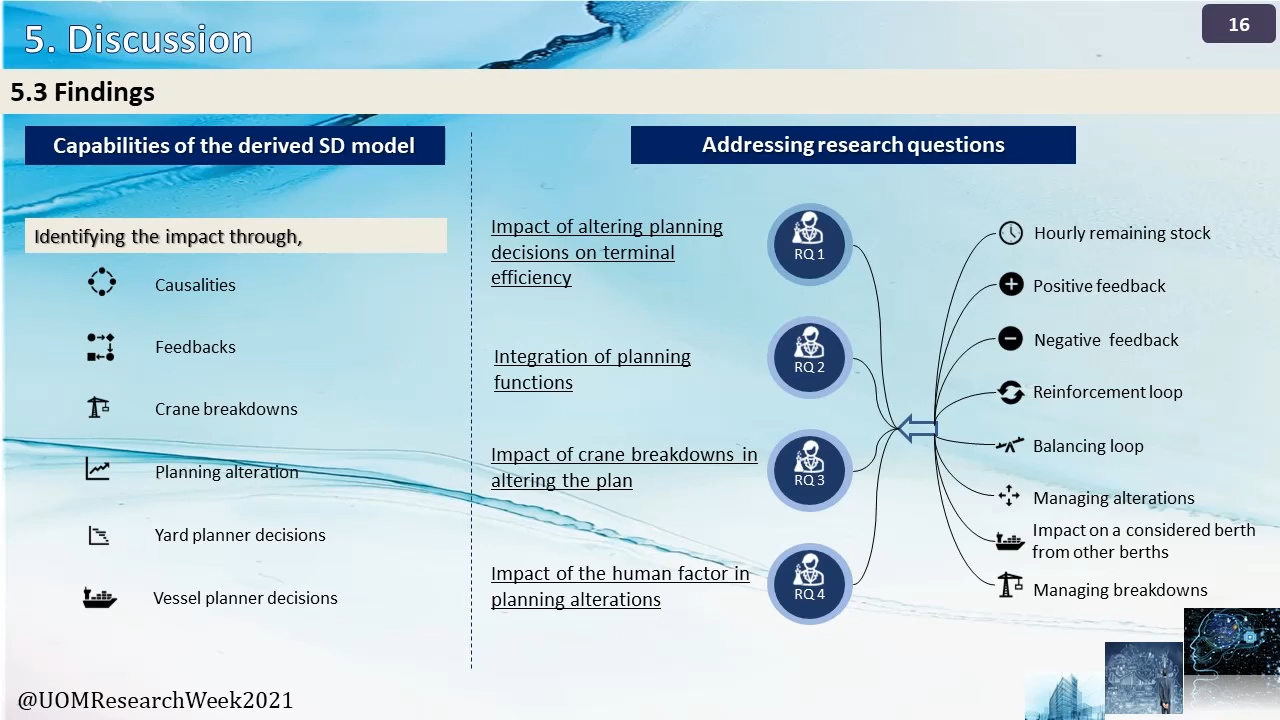 5. Discussion
16
5.3 Findings
Capabilities of the derived SD model
Identifying the impact through,
Causalities
Feedbacks
Crane breakdowns
Planning alteration
Yard planner decisions
Vessel planner decisions
Addressing research questions
Impact of altering planning
decisions on terminal
efficiency
RQ 1
Integration of planning
functions
RQ 2
Impact of crane breakdowns in
altering the plan
RQ 3
Impact of the human factor in
planning alterations
RQ 4
Hourly remaining stock
Positive feedback
Negative feedback
Reinforcement loop
Balancing loop
Managing alterations
Impact on a considered berth
from other berths
Managing breakdowns
@UOMResearchWeek2021